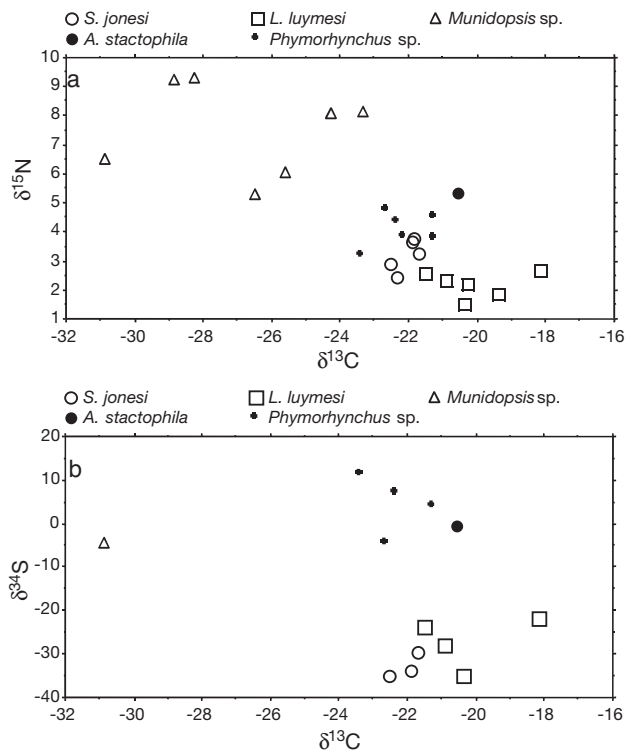 S. jonesi L. luymesi Munidopsis sp.
A. stactophila Phymorhynchus sp.
10
a
9
8
7
6
5
4
3
2
1
δ15N
-32 -30 -28 -26 -24 -22 -20 -18 -16
δ13C
S. jonesi L. luymesi Munidopsis sp.
A. stactophila Phymorhynchus sp.
20
b
10
0
-10
-20
-30
-40
δ34S
-32 -30 -28 -26 -24 -22 -20 -18 -16
δ13C